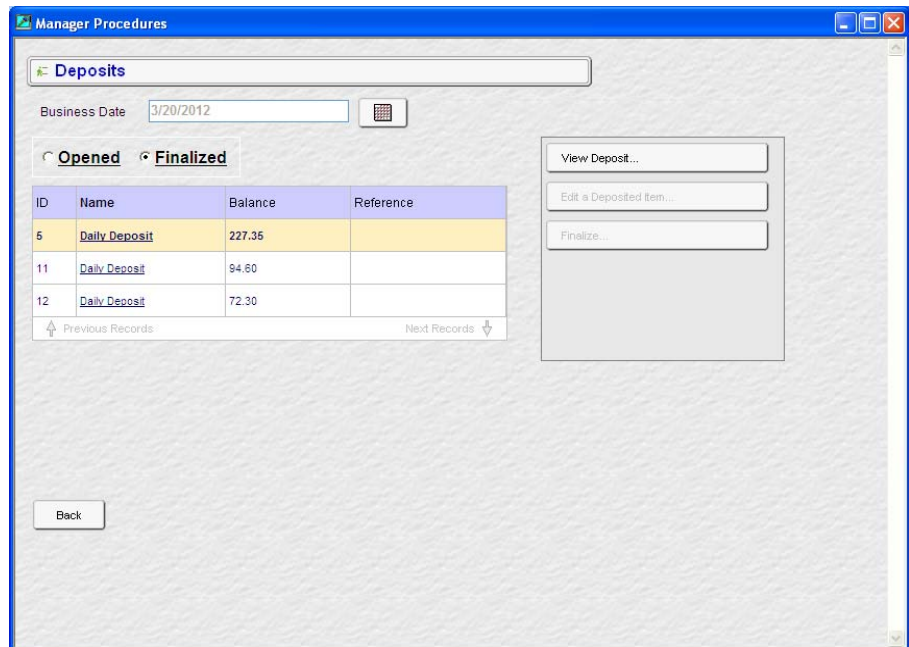 Manager Procedures
Deposits
Business Date 3/20/2012
Opened Finalized
ID Name Balance Reference
5 Daily Deposit 227.35
11 Daily Deposit 94.60
12 Daily Deposit 72.30
Previous Records Next Records
View Deposit...
Edit a Deposited Item...
Finalize...
Back